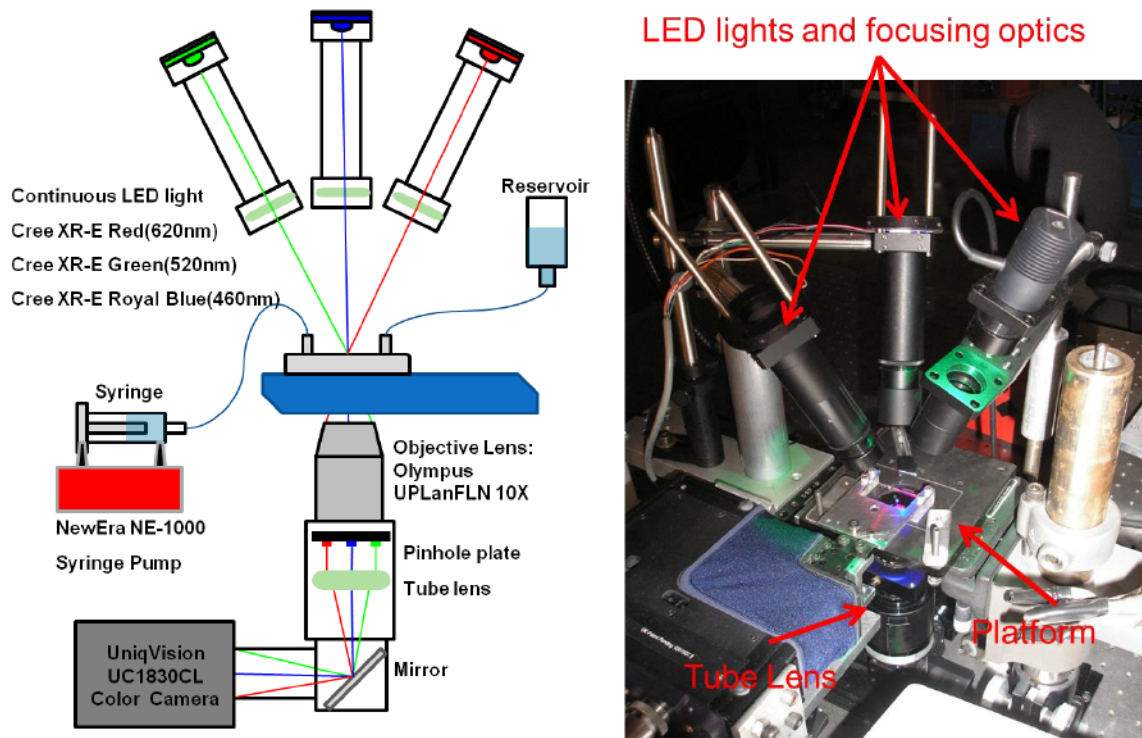 LED lights and focusing optics
Continuous LED light
Cree XR-E Red(620nm)
Cree XR-E Green(520nm)
Cree XR-E Royal Blue(460nm)
Reservoir
Syringe
NewEra NE-1000
Syringe Pump
Objective Lens:
Olympus
UPLanFLN 10X
Pinhole plate
Tube lens
Mirror
UniqVision
UC1830CL
Color Camera
Tube Lens
Platform